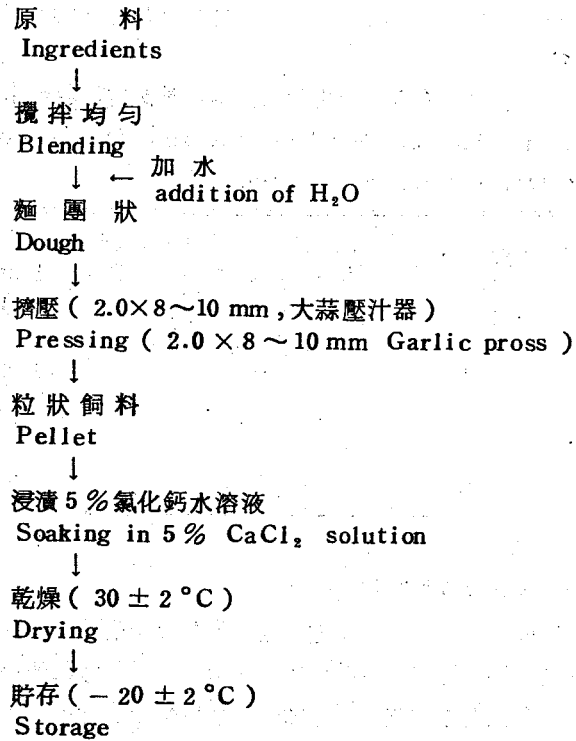 原 料
Ingredients
↓
攪拌均勻
Blending
↓ ← 加 水
addition of H₂O
麵 團 狀
Dough
↓
擠壓 ( 2.0×8～10 mm , 大蒜壓汁器 )
Pressing ( 2.0 × 8 ～ 10 mm Garlic pross )
↓
粒狀飼料
Pellet
↓
浸漬 5 % 氯化鈣水溶液
Soaking in 5 % CaCl₂ solution
↓
乾燥 ( 30 ± 2 °C )
Drying
↓
貯存 ( − 20 ± 2 °C )
Storage